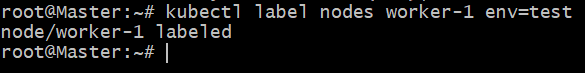 root@Master:~# kubectl label nodes worker-1 env=test
node/worker-1 labeled
root@Master:~#